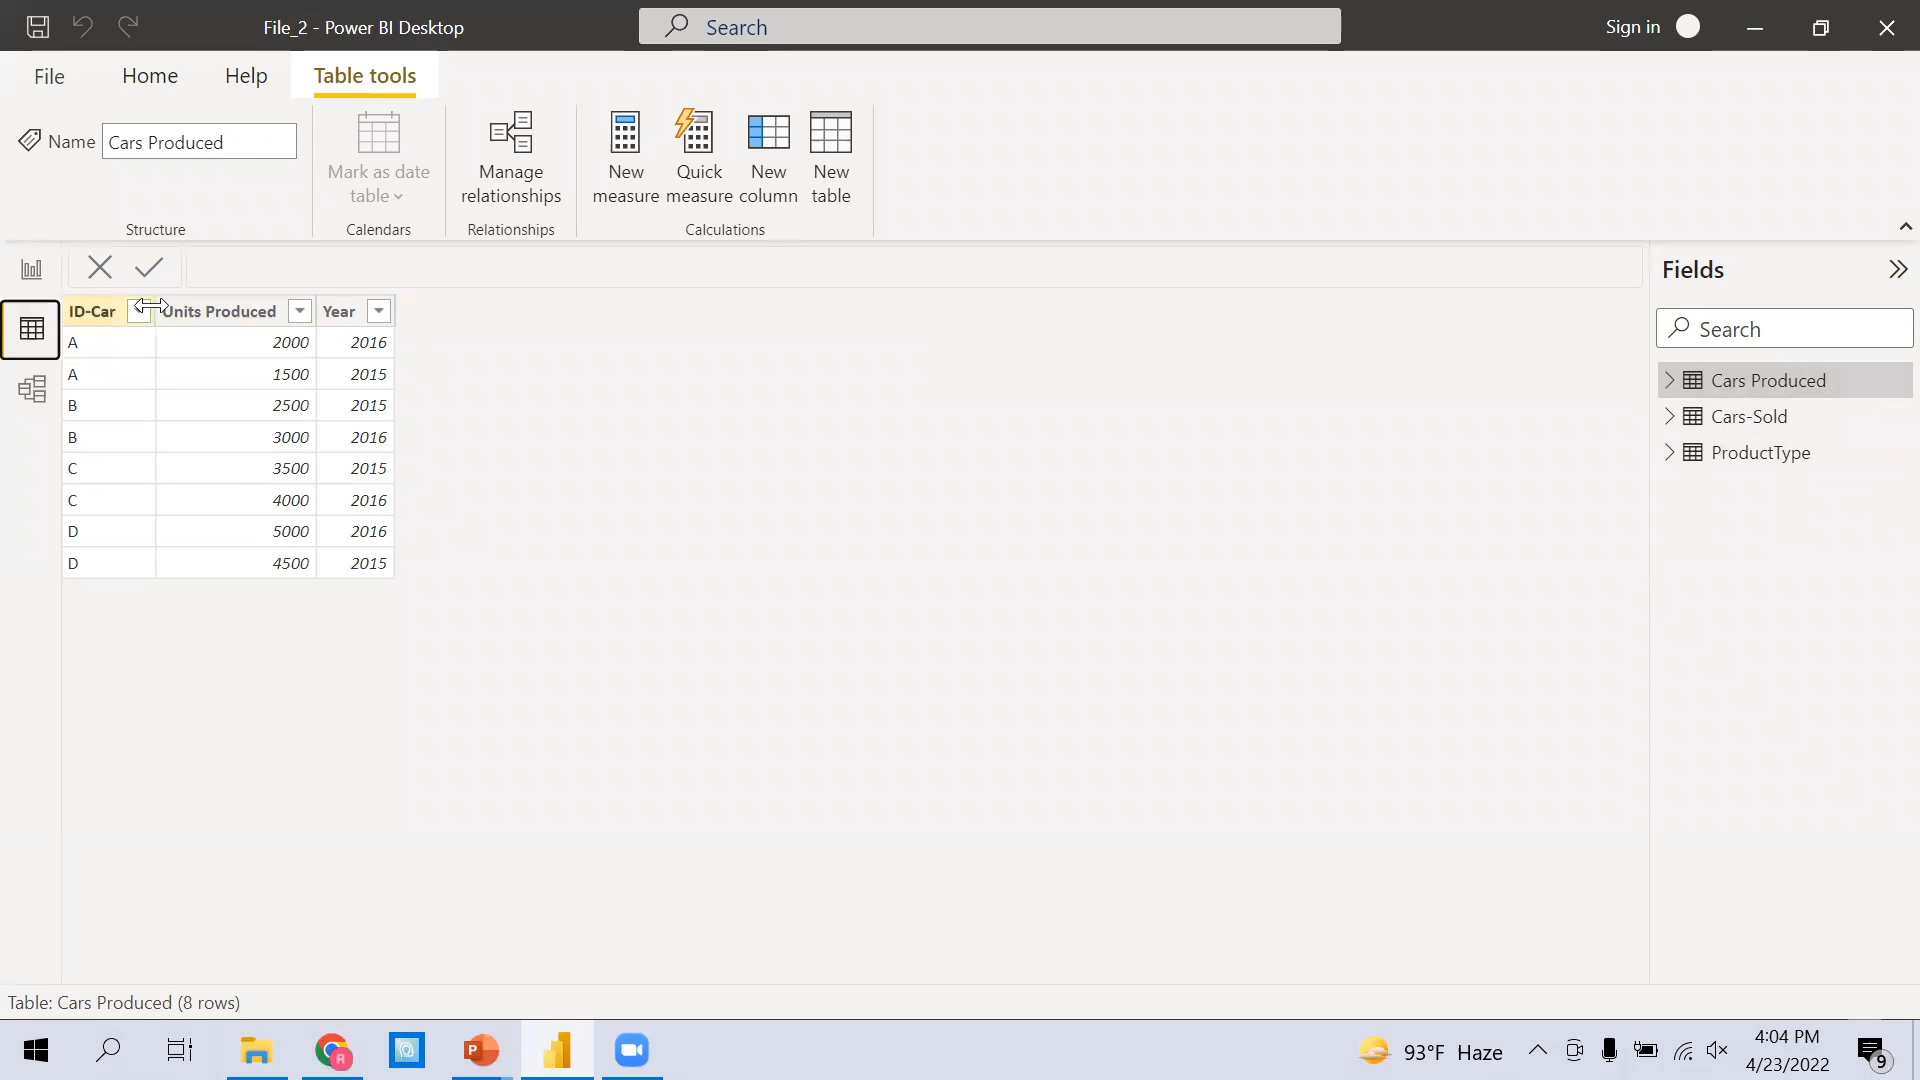 File_2 - Power BI Desktop
Search
Sign in
File
Home
Help
Table tools
Name
Cars Produced
Mark as date
table
Manage
relationships
New
measure
Quick
measure
New
column
New
table
Structure
Calendars
Relationships
Calculations
Fields
Search
Cars Produced
Cars-Sold
ProductType
ID-Car Units Produced Year
A 2000 2016
A 1500 2015
B 2500 2015
B 3000 2016
C 3500 2015
C 4000 2016
D 5000 2016
D 4500 2015
Table: Cars Produced (8 rows)
R
P
93°F Haze
4:04 PM
4/23/2022
9